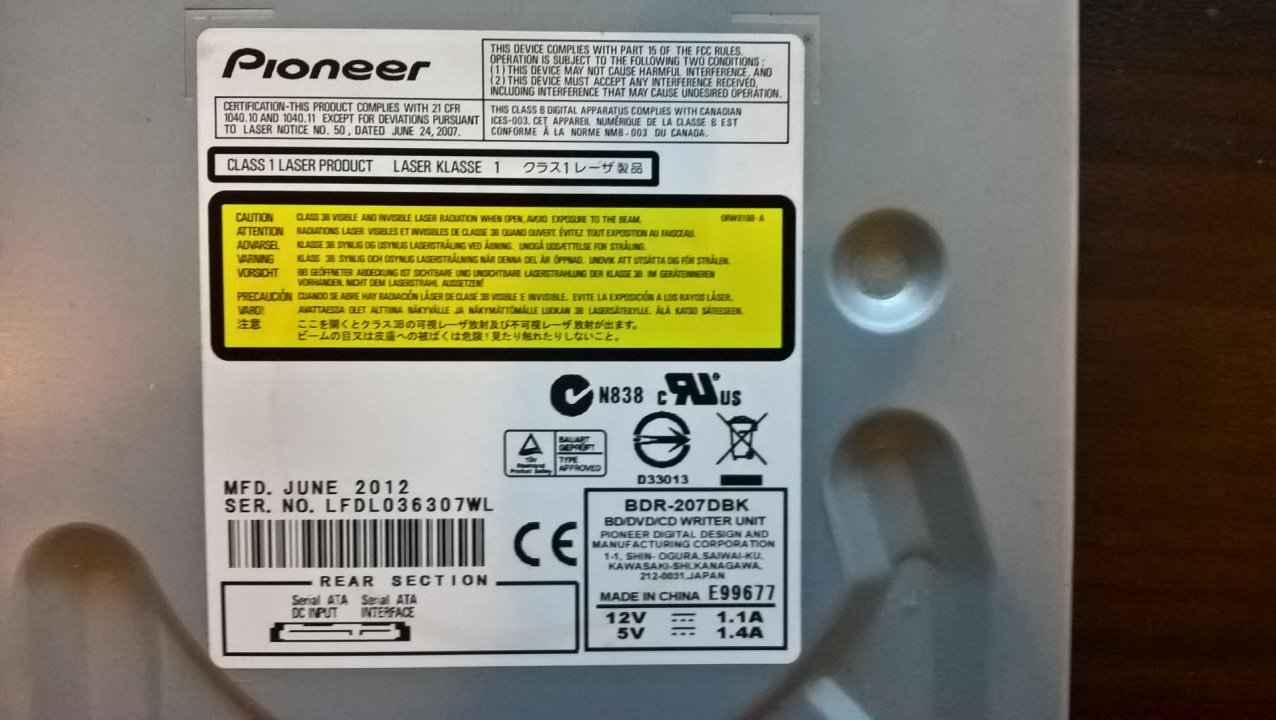 Pioneer
THIS DEVICE COMPLIES WITH PART 15 OF THE FCC RULES.
OPERATION IS SUBJECT TO THE FOLLOWING TWO CONDITIONS :
(1) THIS DEVICE MAY NOT CAUSE HARMFUL INTERFERENCE, AND
(2) THIS DEVICE MUST ACCEPT ANY INTERFERENCE RECEIVED,
INCLUDING INTERFERENCE THAT MAY CAUSE UNDESIRED OPERATION.
CERTIFICATION-THIS PRODUCT COMPLIES WITH 21 CFR
1040.10 AND 1040.11 EXCEPT FOR DEVIATIONS PURSUANT
TO LASER NOTICE NO. 50 , DATED JUNE 24, 2007.
THIS CLASS B DIGITAL APPARATUS COMPLIES WITH CANADIAN
ICES-003. CET APPAREIL NUMÉRIQUE DE LA CLASSE B EST
CONFORME À LA NORME NMB-003 DU CANADA.
CLASS 1 LASER PRODUCT LASER KLASSE 1 クラス1レーザ製品
CAUTION CLASS 3B VISIBLE AND INVISIBLE LASER RADIATION WHEN OPEN, AVOID EXPOSURE TO THE BEAM. DRW8198-A
ATTENTION RADIATIONS LASER VISIBLES ET INVISIBLES DE CLASSE 3B QUAND OUVERT. ÉVITEZ TOUT EXPOSITION AU FAISCEAU.
ADVARSEL KLASSE 3B SYNLIG OG USYNLIG LASERSTRÅLING VED ÅBNING. UNDGÅ UDSÆTTELSE FOR STRÅLING.
VARNING KLASS 3B SYNLIG OCH OSYNLIG LASERSTRÅLNING NÄR DENNA DEL ÄR ÖPPNAD. UNDVIK ATT UTSÄTTA DIG FÖR STRÅLEN.
VORSICHT BEI GEÖFFNETER ABDECKUNG IST SICHTBARE UND UNSICHTBARE LASERSTRAHLUNG DER KLASSE 3B IM GERÄTEINNEREN
VORHANDEN. NICHT DEM LASERSTRAHL AUSSETZEN!
PRECAUCIÓN CUANDO SE ABRE HAY RADIACIÓN LÁSER DE CLASE 3B VISIBLE E INVISIBLE. EVITE LA EXPOSICIÓN A LOS RAYOS LÁSER.
VARO! AVATTAESSA OLET ALTTIINA NÄKYVÄLLE JA NÄKYMÄTTÖMÄLLE LUOKAN 3B LASERSÄTEILYLLE. ÄLÄ KATSO SÄTEESEEN.
注意 ここを開くとクラス3Bの可視レーザ放射及び不可視レーザ放射が出ます。
ビームの目又は皮膚への被ばくは危険!見たり触れたりしないこと。
N838 c RU US
TÜV
Rheinland
Product Safety
BAUART
GEPRÜFT
TYPE
APPROVED
D33013
MFD. JUNE 2012
SER. NO. LFDL036307WL
CE
BDR-207DBK
BD/DVD/CD WRITER UNIT
PIONEER DIGITAL DESIGN AND
MANUFACTURING CORPORATION
1-1, SHIN-OGURA, SAIWAI-KU,
KAWASAKI-SHI, KANAGAWA,
212-0031, JAPAN
MADE IN CHINA E99677
12V 1.1A
5V 1.4A
REAR SECTION
Serial ATA Serial ATA
DC INPUT INTERFACE